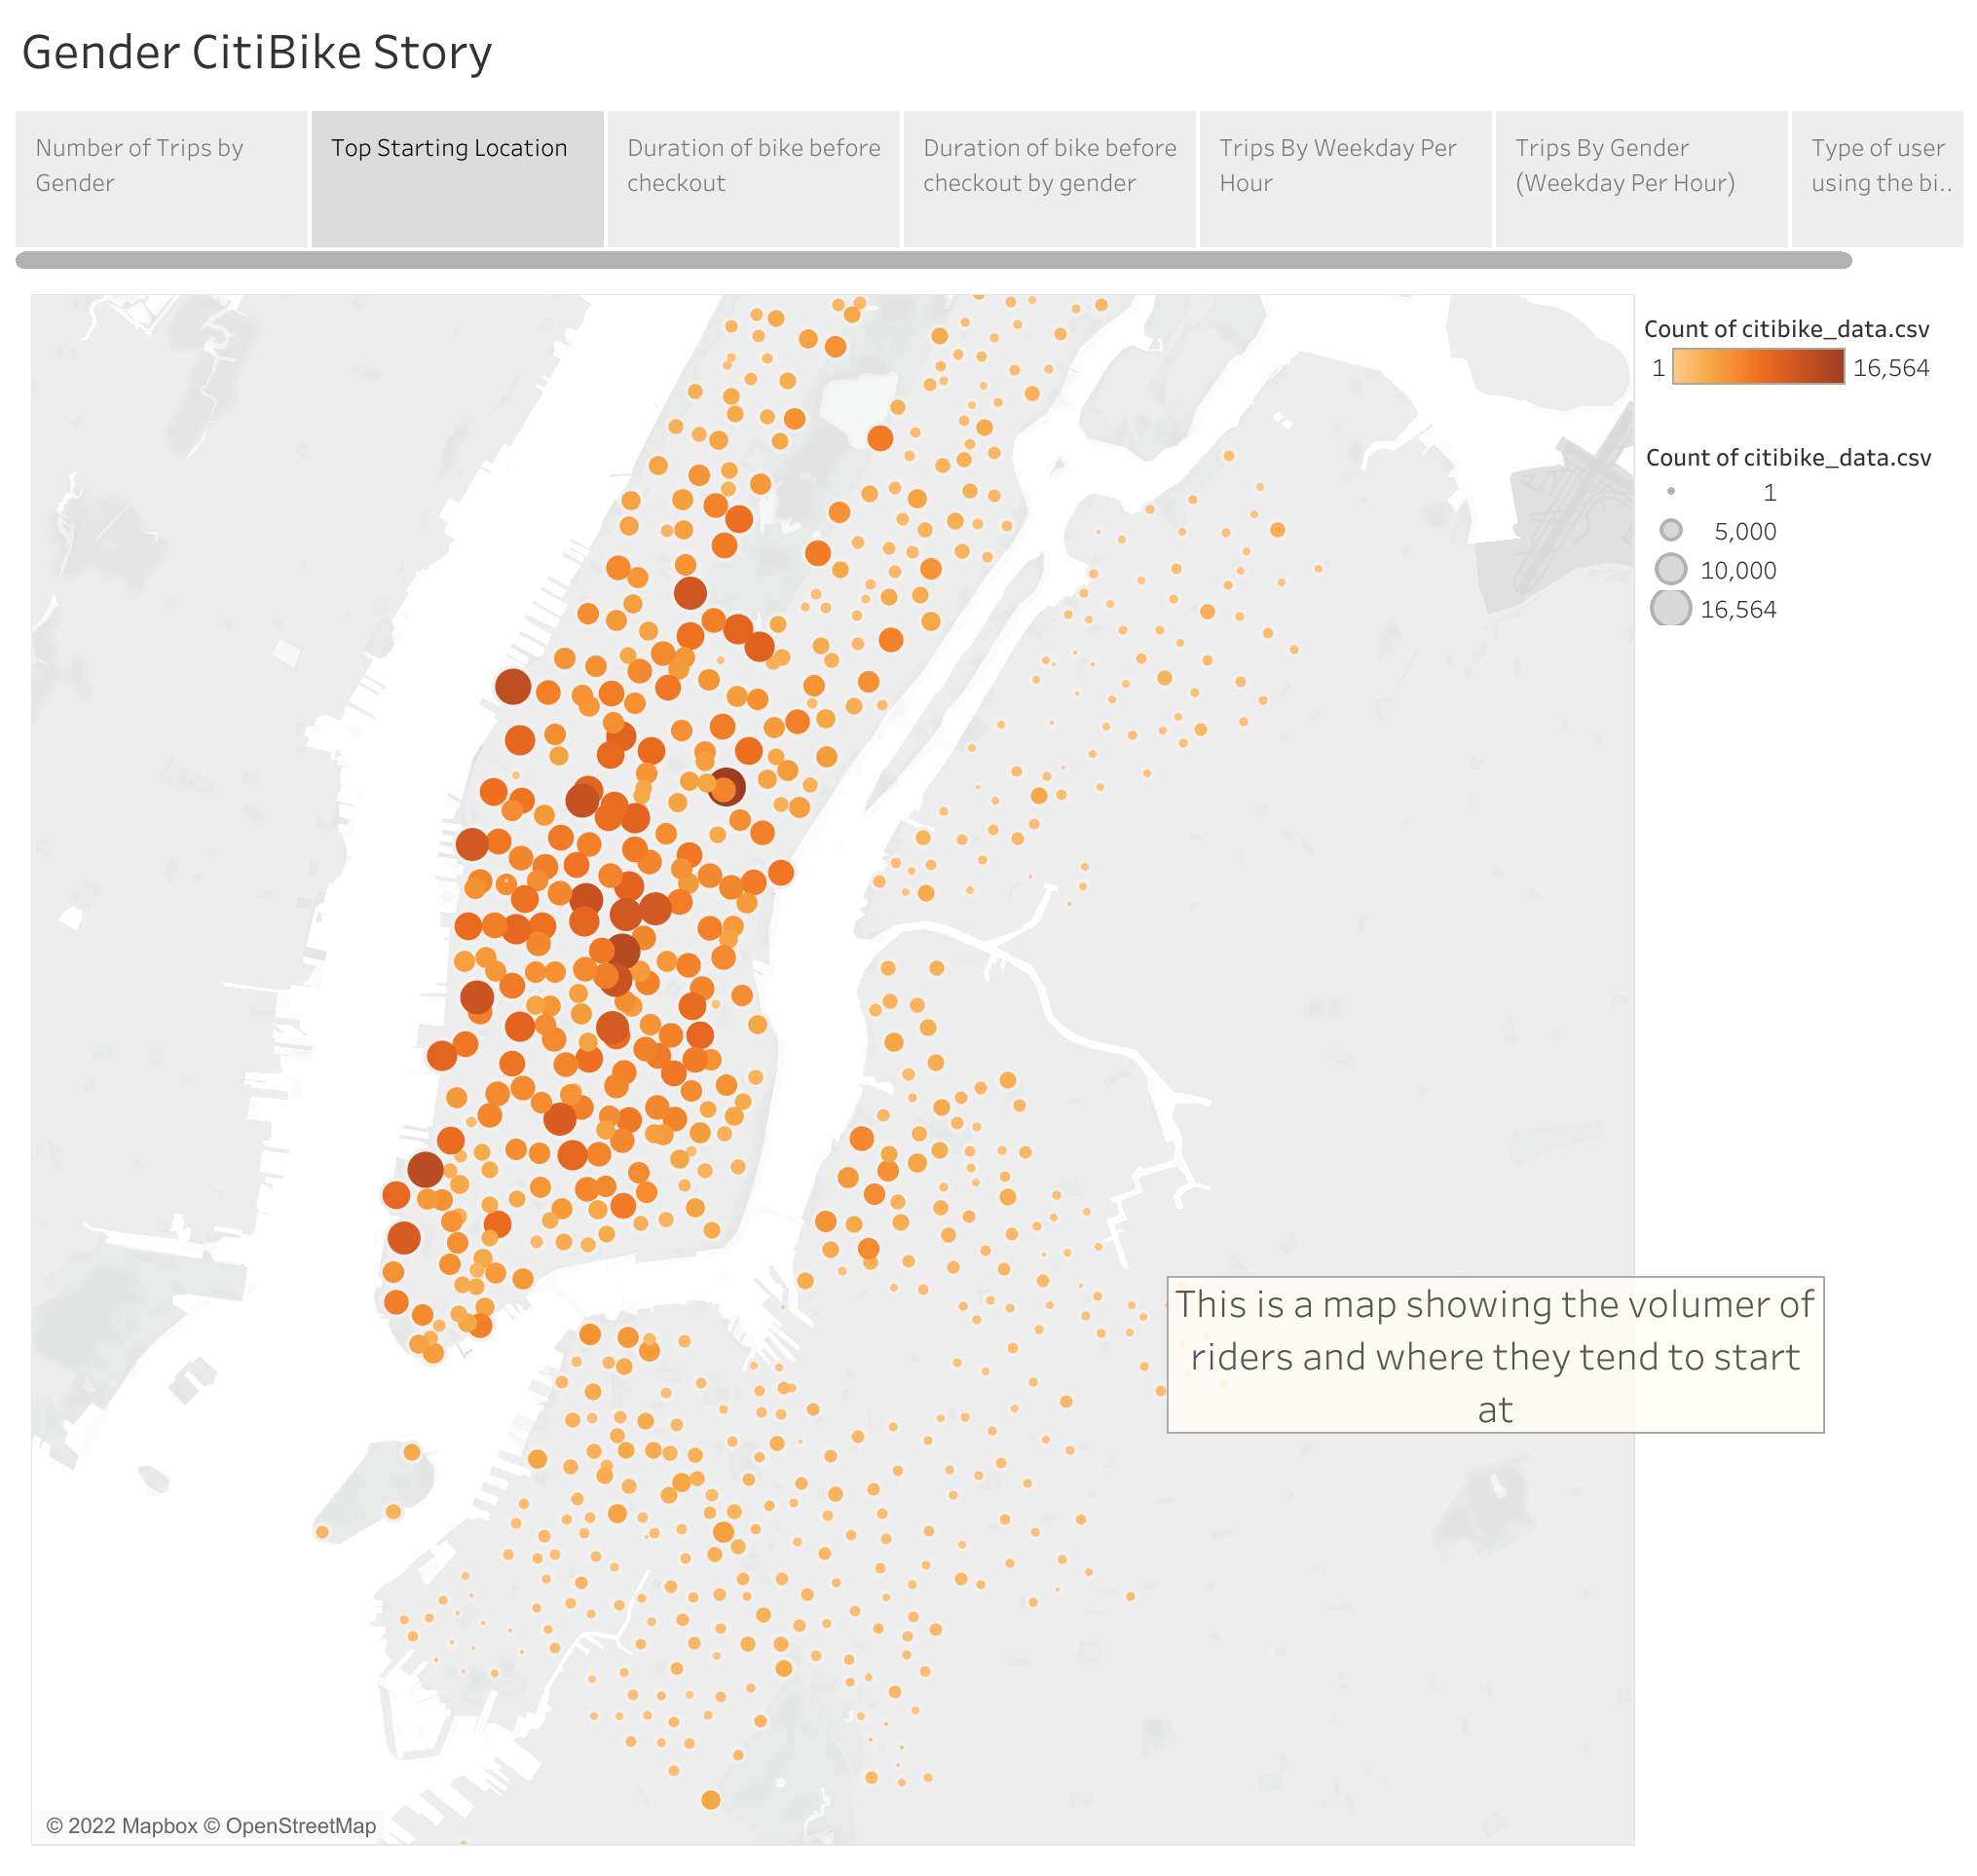 Gender CitiBike Story
Number of Trips by
Gender
Top Starting Location
Duration of bike before
checkout
Duration of bike before
checkout by gender
Trips By Weekday Per
Hour
Trips By Gender
(Weekday Per Hour)
Type of user
using the bi..
Count of citibike_data.csv
1 16,564
Count of citibike_data.csv
1
5,000
10,000
16,564
This is a map showing the volumer of
riders and where they tend to start
at
© 2022 Mapbox © OpenStreetMap